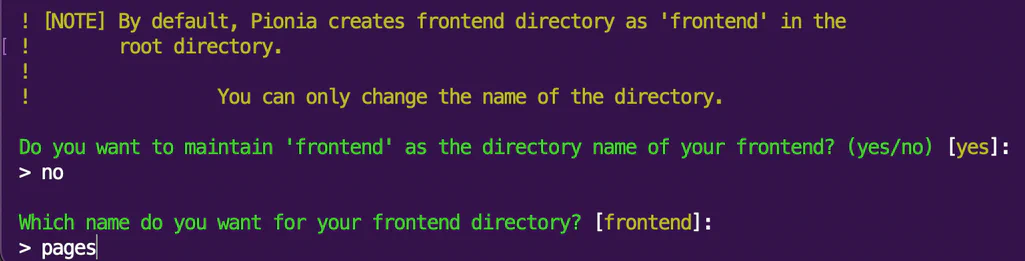 ! [NOTE] By default, Pionia creates frontend directory as 'frontend' in the
[ ! root directory.
!
! You can only change the name of the directory.
Do you want to maintain 'frontend' as the directory name of your frontend? (yes/no) [yes]:
> no
Which name do you want for your frontend directory? [frontend]:
> pages